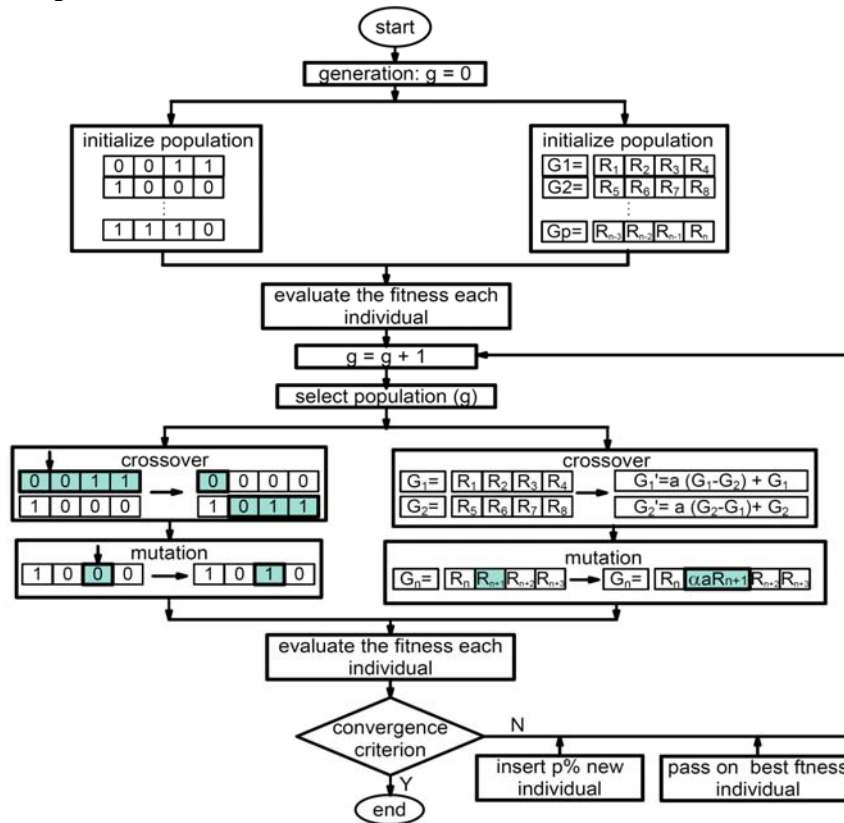 start
generation: g = 0
initialize population
0 0 1 1
1 0 0 0
1 1 1 0
initialize population
G1= R₁ R₂ R₃ R₄
G2= R₅ R₆ R₇ R₈
Gp= Rₙ₋₃ Rₙ₋₂ Rₙ₋₁ Rₙ
evaluate the fitness each
individual
g = g + 1
select population (g)
crossover
0 0 1 1 0 0 0 0
1 0 0 0 1 0 1 1
mutation
1 0 0 0 1 0 1 0
crossover
G₁= R₁ R₂ R₃ R₄ G₁'=a (G₁-G₂) + G₁
G₂= R₅ R₆ R₇ R₈ G₂'= a (G₂-G₁)+ G₂
mutation
Gₙ= Rₙ Rₙ₊₁ Rₙ₊₂ Rₙ₊₃ Gₙ= Rₙ αaRₙ₊₁ Rₙ₊₂ Rₙ₊₃
evaluate the fitness each
individual
convergence
criterion
N
Y
insert p% new
individual
pass on best ftness
individual
end